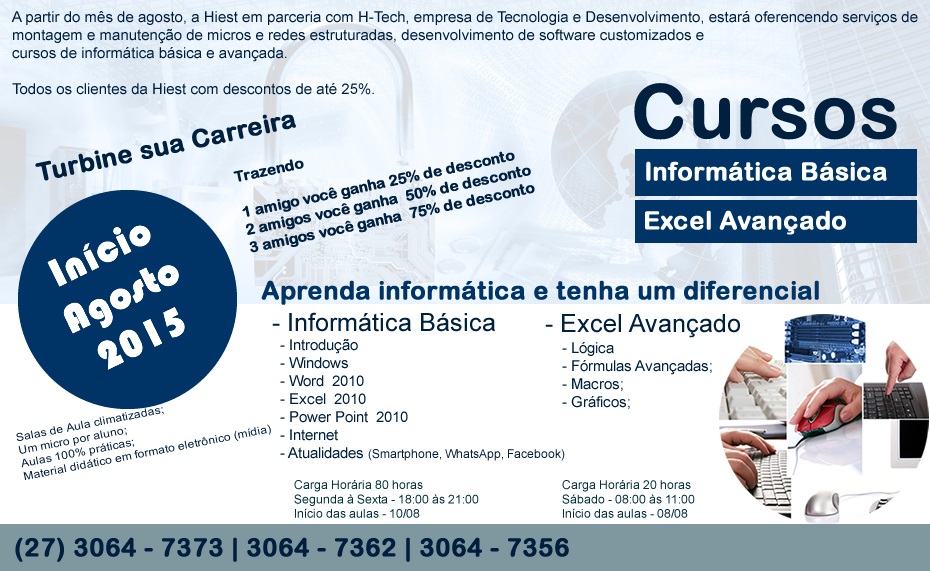 A partir do mês de agosto, a Hiest em parceria com H-Tech, empresa de Tecnologia e Desenvolvimento, estará oferencendo serviços de
montagem e manutenção de micros e redes estruturadas, desenvolvimento de software customizados e
cursos de informática básica e avançada.
Todos os clientes da Hiest com descontos de até 25%.
Turbine sua Carreira
Trazendo
1 amigo você ganha 25% de desconto
2 amigos você ganha 50% de desconto
3 amigos você ganha 75% de desconto
Cursos
Informática Básica
Excel Avançado
Início
Agosto
2015
Aprenda informática e tenha um diferencial
- Informática Básica
- Introdução
- Windows
- Word 2010
- Excel 2010
- Power Point 2010
- Internet
- Atualidades (Smartphone, WhatsApp, Facebook)
Carga Horária 80 horas
Segunda à Sexta - 18:00 às 21:00
Início das aulas - 10/08
- Excel Avançado
- Lógica
- Fórmulas Avançadas;
- Macros;
- Gráficos;
Carga Horária 20 horas
Sábado - 08:00 às 11:00
Início das aulas - 08/08
Salas de Aula climatizadas;
Um micro por aluno;
Aulas 100% práticas;
Material didático em formato eletrônico (mídia)
(27) 3064 - 7373 | 3064 - 7362 | 3064 - 7356